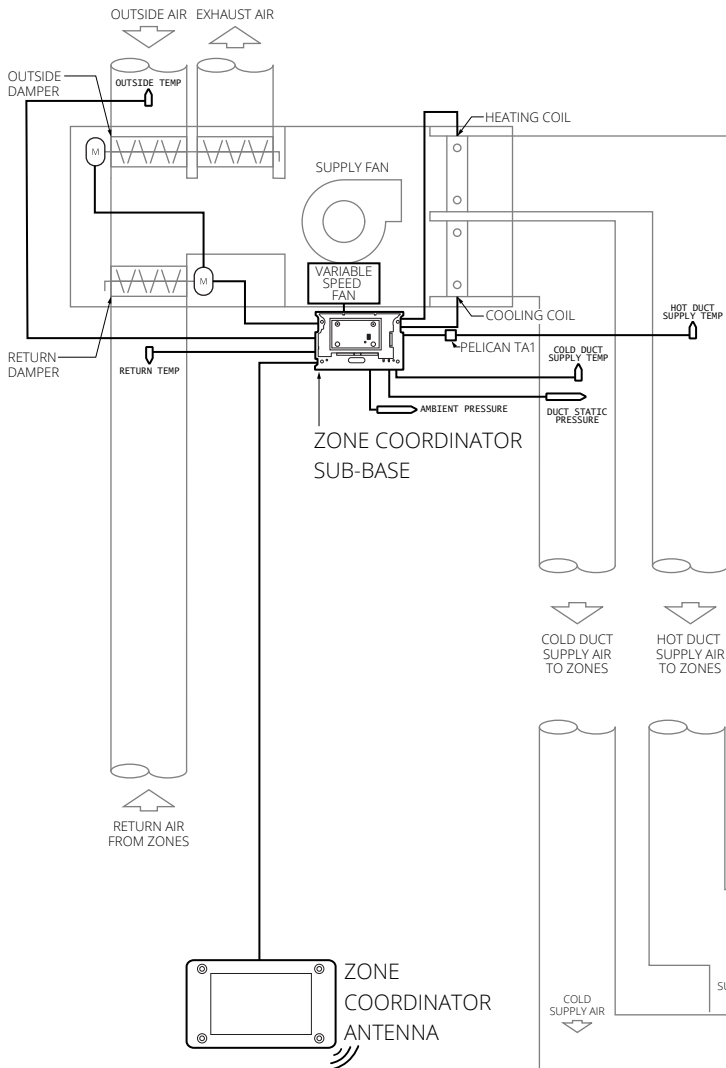 OUTSIDE AIR
EXHAUST AIR
OUTSIDE
DAMPER
OUTSIDE TEMP
HEATING COIL
M
SUPPLY FAN
VARIABLE
SPEED
FAN
M
COOLING COIL
HOT DUCT
SUPPLY TEMP
PELICAN TA1
COLD DUCT
SUPPLY TEMP
RETURN
DAMPER
RETURN TEMP
AMBIENT PRESSURE
DUCT STATIC
PRESSURE
ZONE COORDINATOR
SUB-BASE
COLD DUCT
SUPPLY AIR
TO ZONES
HOT DUCT
SUPPLY AIR
TO ZONES
RETURN AIR
FROM ZONES
ZONE
COORDINATOR
ANTENNA
COLD
SUPPLY AIR